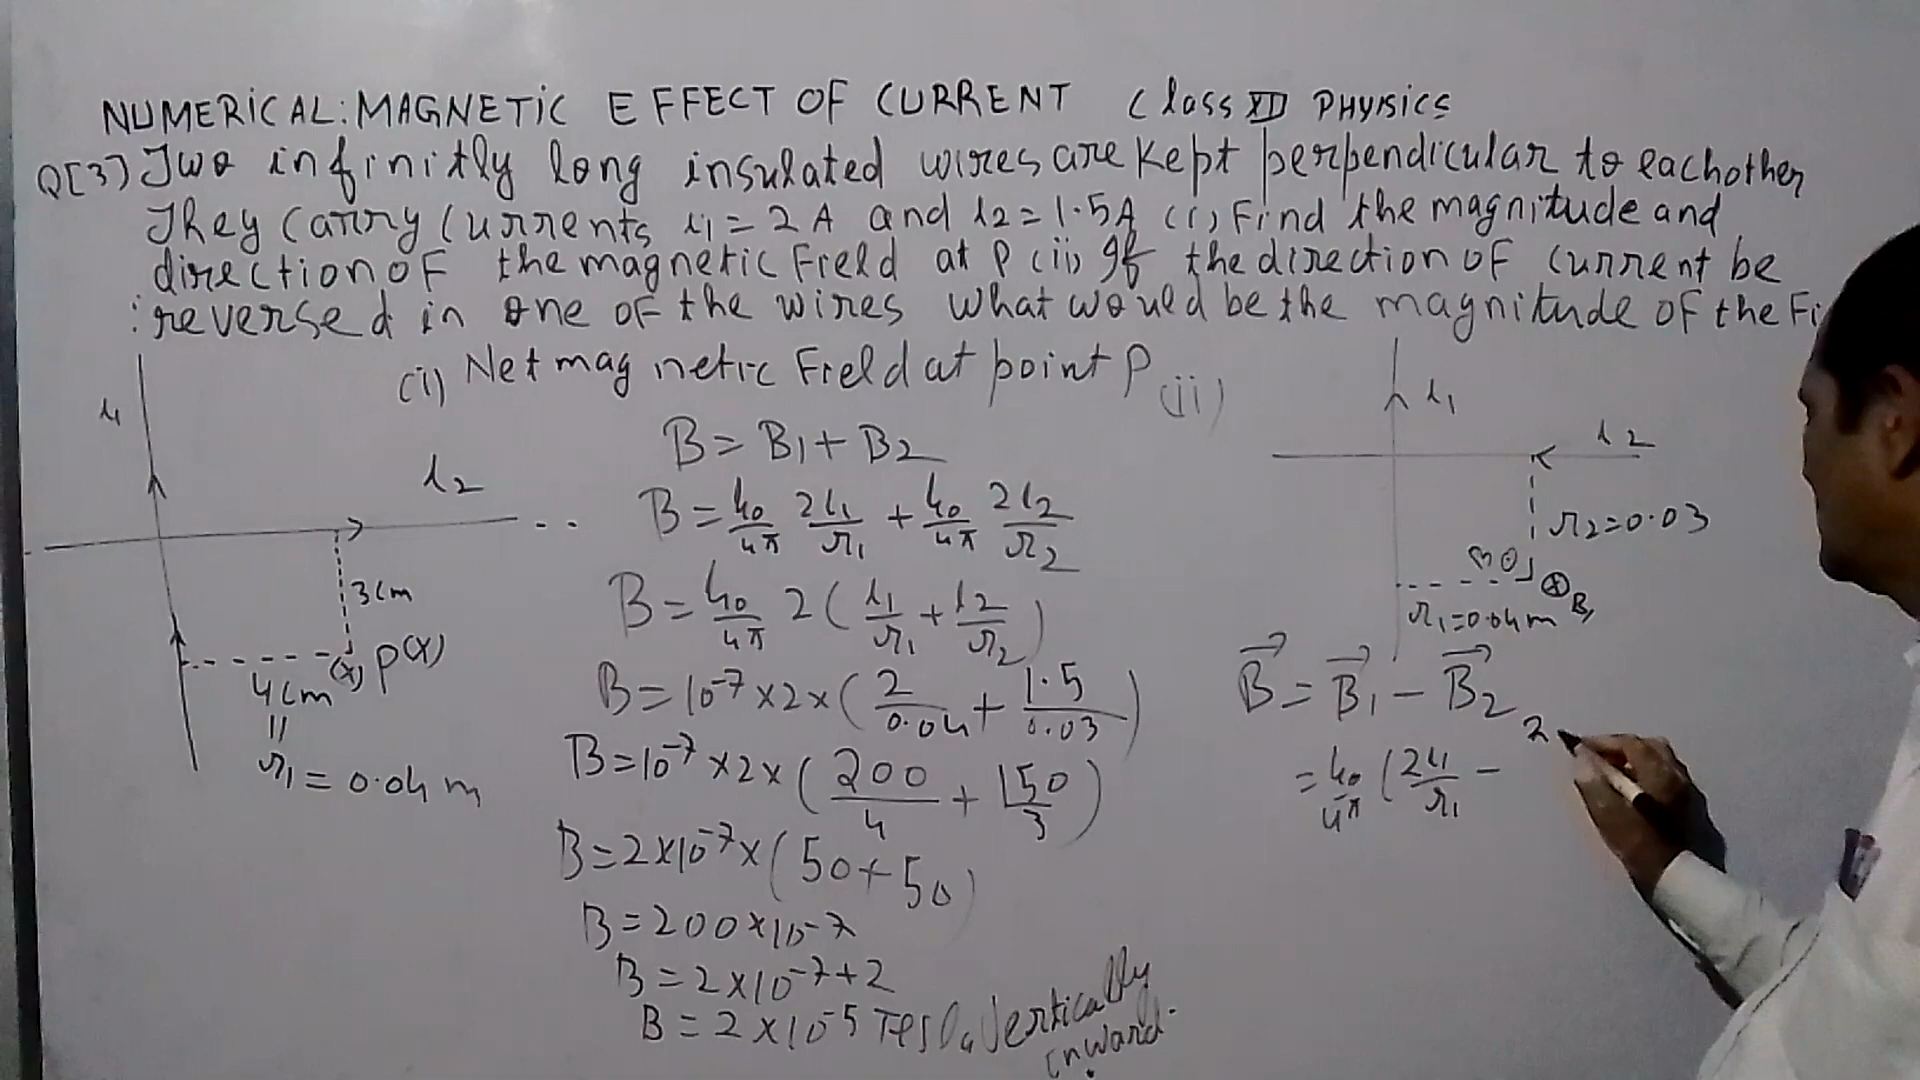 NUMERICAL: MAGNETIC EFFECT OF CURRENT Class XII PHYSICS
Q[3] Two infinitly long insulated wires are kept perpendicular to eachother
They carry currents i1 = 2 A and i2 = 1.5A (i) Find the magnitude and
direction of the magnetic Field at P (ii) If the direction of current be
reversed in one of the wires what would be the magnitude of the Fi
(i) Net magnetic Field at point P
B = B1 + B2
B = μ0/4π 2i1/r1 + μ0/4π 2i2/r2
B = μ0/4π 2 ( i1/r1 + i2/r2 )
B = 10^-7 × 2 × ( 2/0.04 + 1.5/0.03 )
B = 10^-7 × 2 × ( 200/4 + 150/3 )
B = 2 × 10^-7 × ( 50 + 50 )
B = 200 × 10^-7
B = 2 × 10^-7+2
B = 2 × 10^-5 Tesla Vertically
inward.
i1
i2
3cm
P(X)
(X)
4cm
||
r1 = 0.04 m
(ii)
i1
i2
r2 = 0.03
⊗ B1
r1 = 0.04 m
B⃗ = B⃗1 − B⃗2
= μ0/4π ( 2i1/r1 − 2